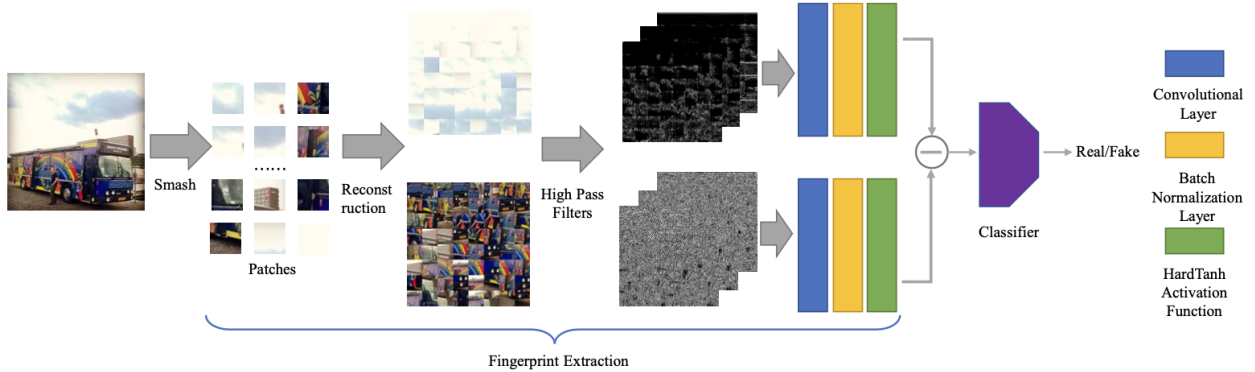 Smash
......
Patches
Reconst
ruction
High Pass
Filters
Fingerprint Extraction
Classifier
Real/Fake
Convolutional
Layer
Batch
Normalization
Layer
HardTanh
Activation
Function